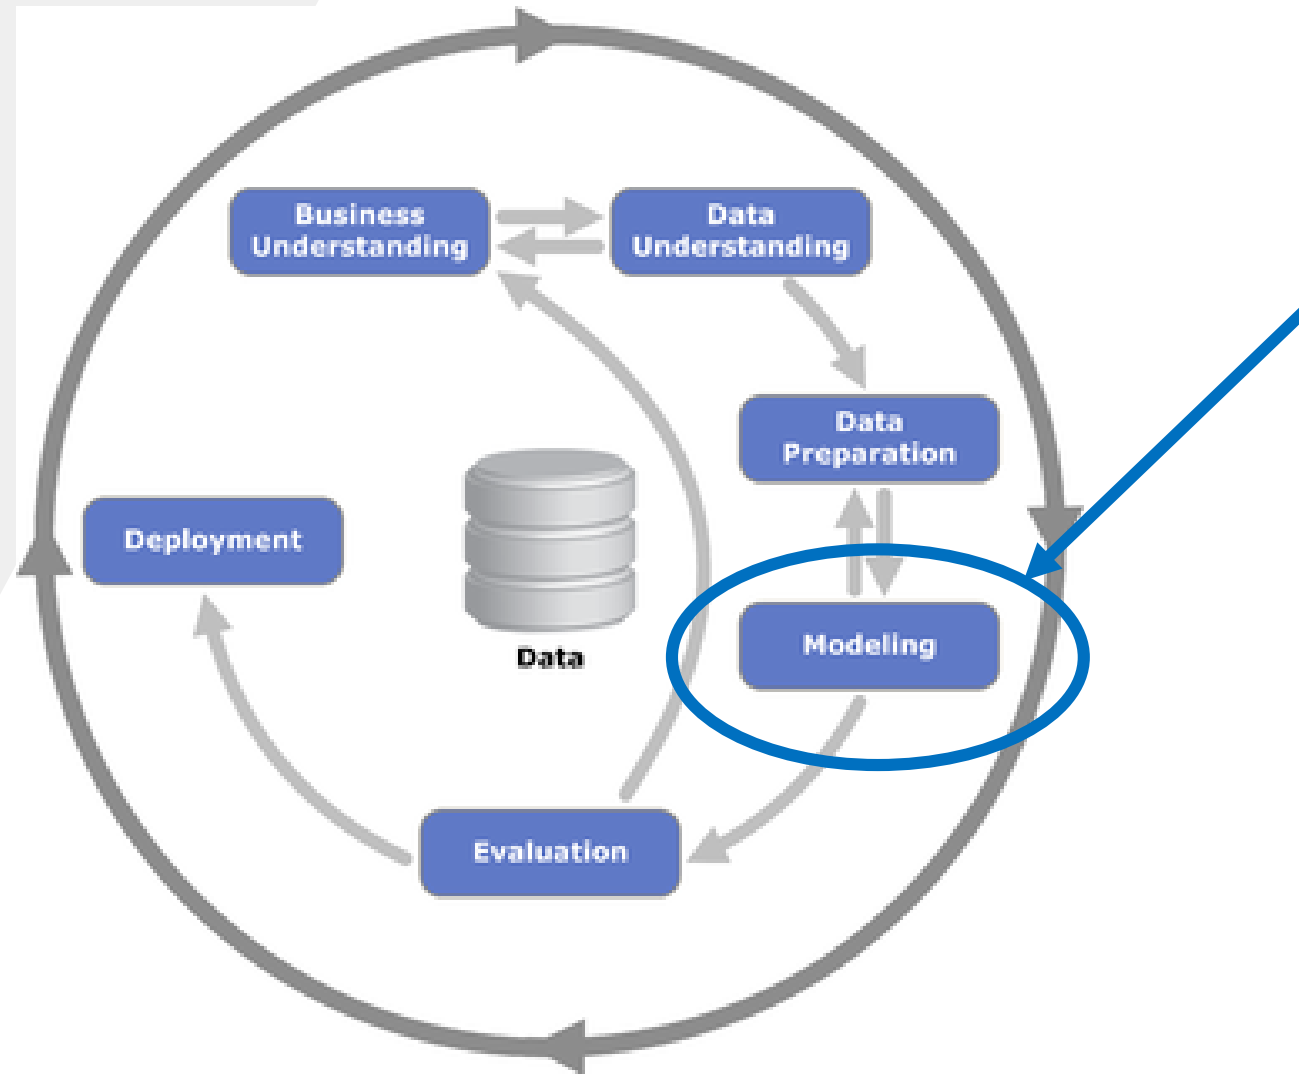 Business
Understanding
Data
Understanding
Data
Preparation
Deployment
Modeling
Data
Evaluation